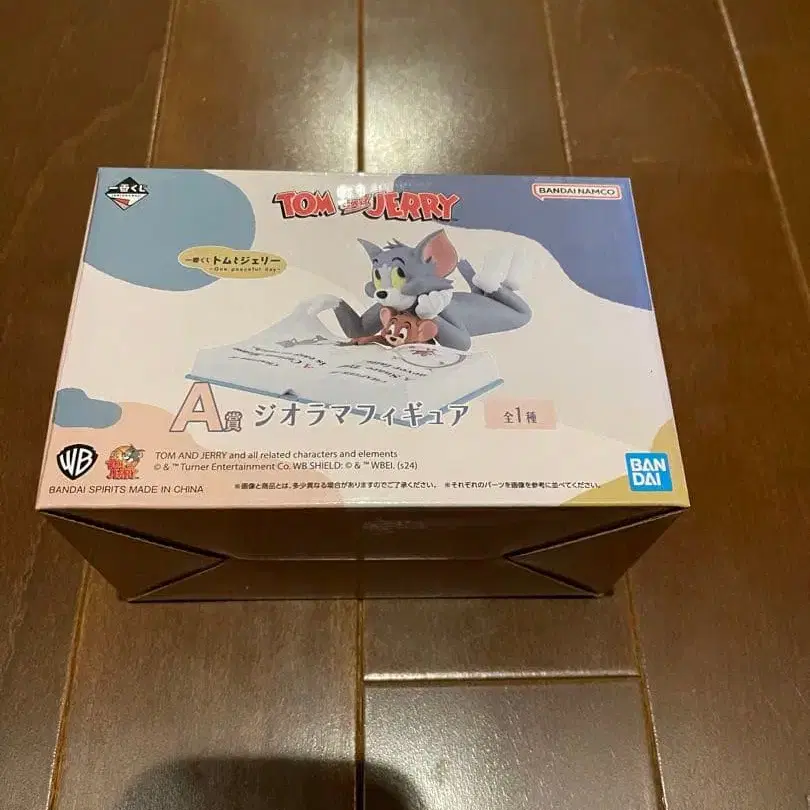 一番くじ
TOM and JERRY
BANDAI NAMCO
一番くじ トムとジェリー
~One peaceful day~
A賞 ジオラマフィギュア 全1種
WB
TOM and JERRY
TOM AND JERRY and all related characters and elements
© & ™ Turner Entertainment Co. WB SHIELD: © & ™ WBEI. (s24)
BANDAI SPIRITS MADE IN CHINA
※画像と商品とは、多少異なる場合がありますのでご了承ください。 ※それぞれのパーツを画像を参考に並べてください。
BAN
DAI